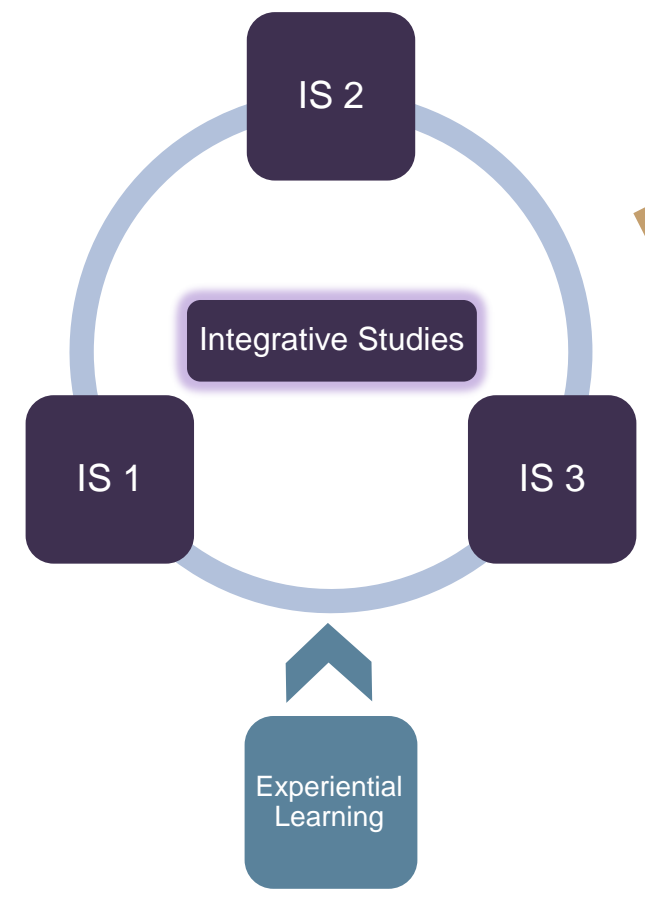 IS 2
Integrative Studies
IS 1
IS 3
Experiential
Learning